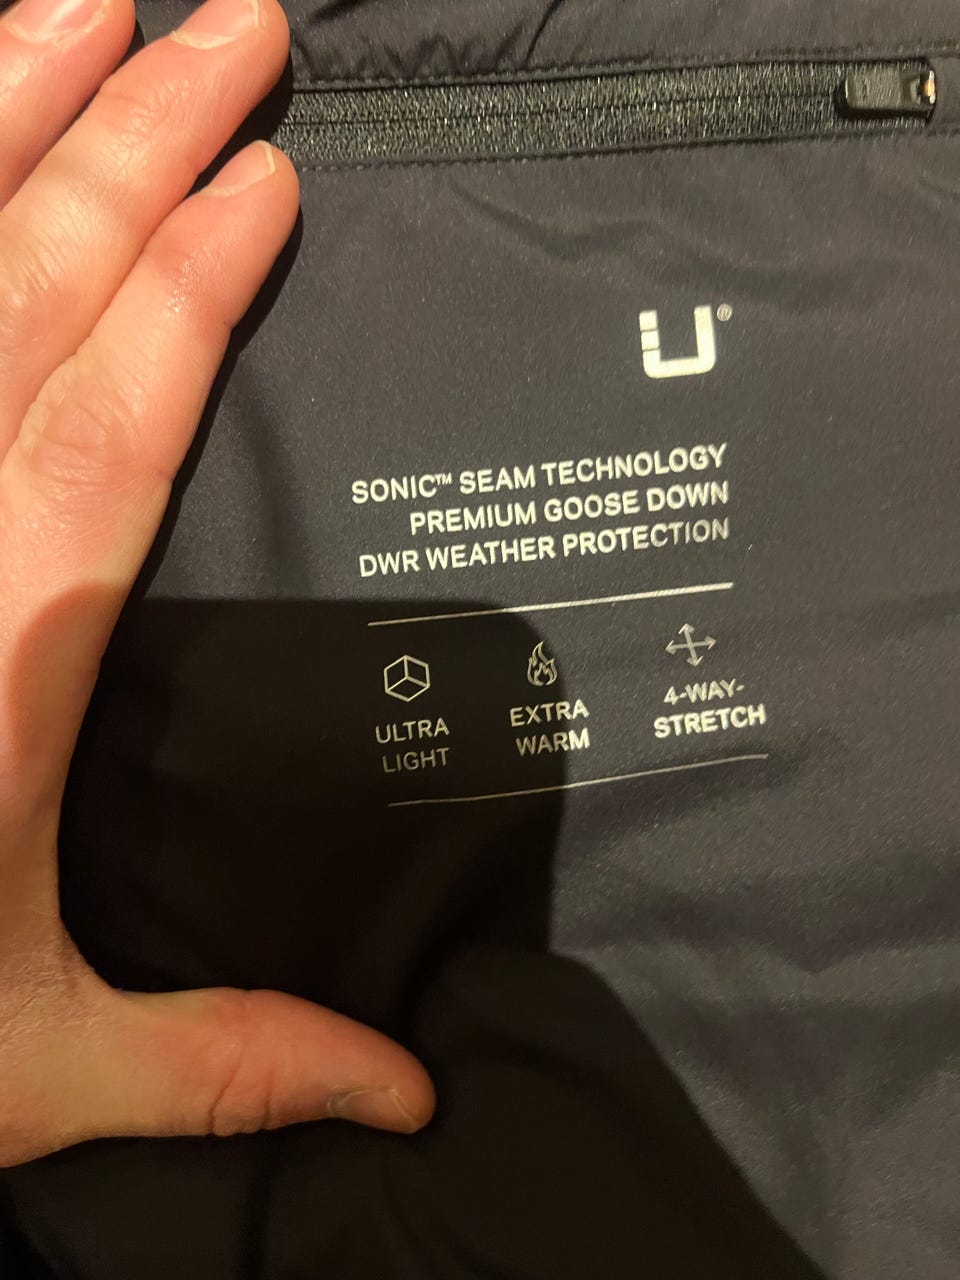 U®
SONIC™ SEAM TECHNOLOGY
PREMIUM GOOSE DOWN
DWR WEATHER PROTECTION
ULTRA
LIGHT
EXTRA
WARM
4-WAY-
STRETCH